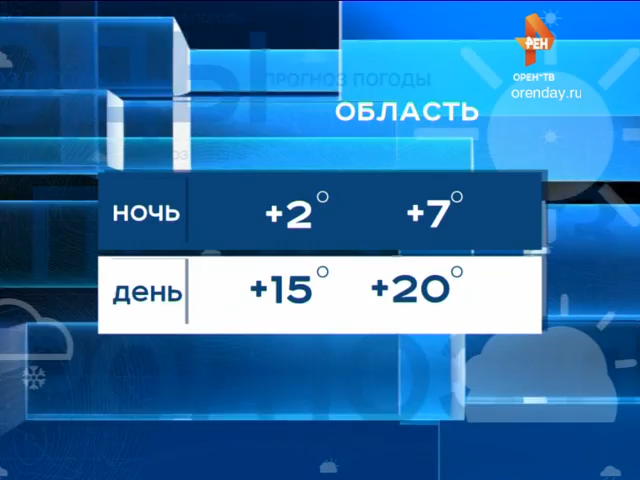 РЕН
ОРЕН*ТВ
orenday.ru
ПРОГНОЗ ПОГОДЫ
ОБЛАСТЬ
НОЧЬ +2° +7°
ДЕНЬ +15° +20°